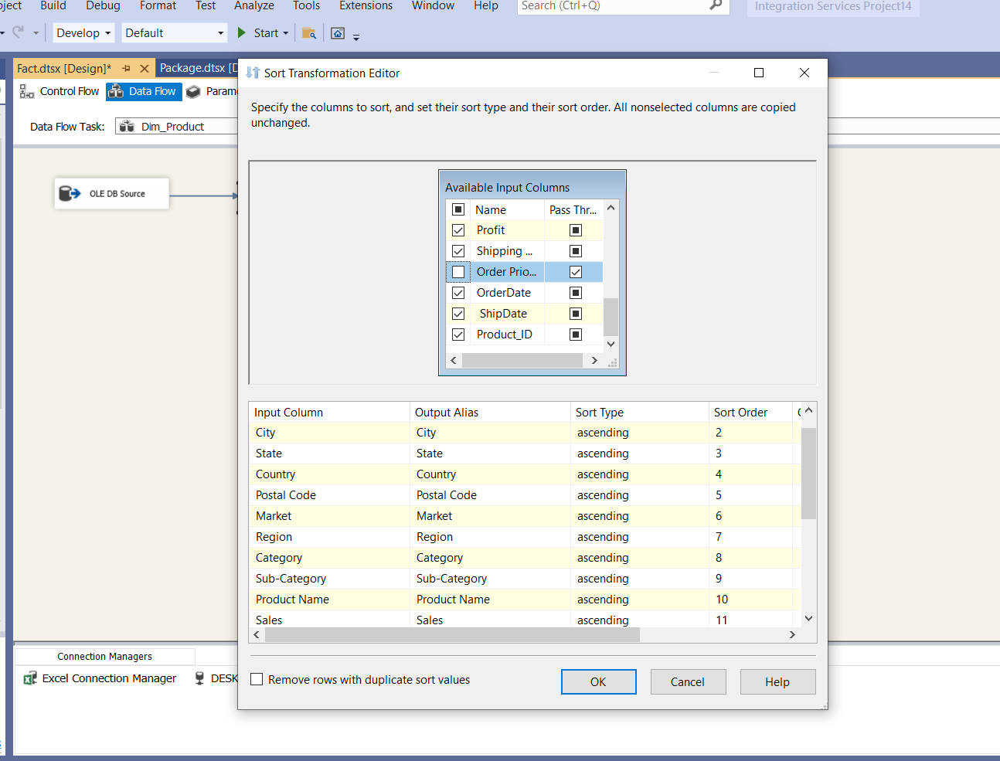 Build Debug Format Test Analyze Tools Extensions Window Help Search (Ctrl+Q) Integration Services Project14
Develop Default Start
Fact.dtsx [Design]* Package.dtsx
Control Flow Data Flow
Data Flow Task: Dim_Product
OLE DB Source
Sort Transformation Editor
Specify the columns to sort, and set their sort type and their sort order. All nonselected columns are copied
unchanged.
Available Input Columns
Name Pass Thr...
Profit
Shipping ...
Order Prio...
OrderDate
ShipDate
Product_ID
Input Column Output Alias Sort Type Sort Order
City City ascending 2
State State ascending 3
Country Country ascending 4
Postal Code Postal Code ascending 5
Market Market ascending 6
Region Region ascending 7
Category Category ascending 8
Sub-Category Sub-Category ascending 9
Product Name Product Name ascending 10
Sales Sales ascending 11
Remove rows with duplicate sort values
OK Cancel Help
Connection Managers
Excel Connection Manager DESK